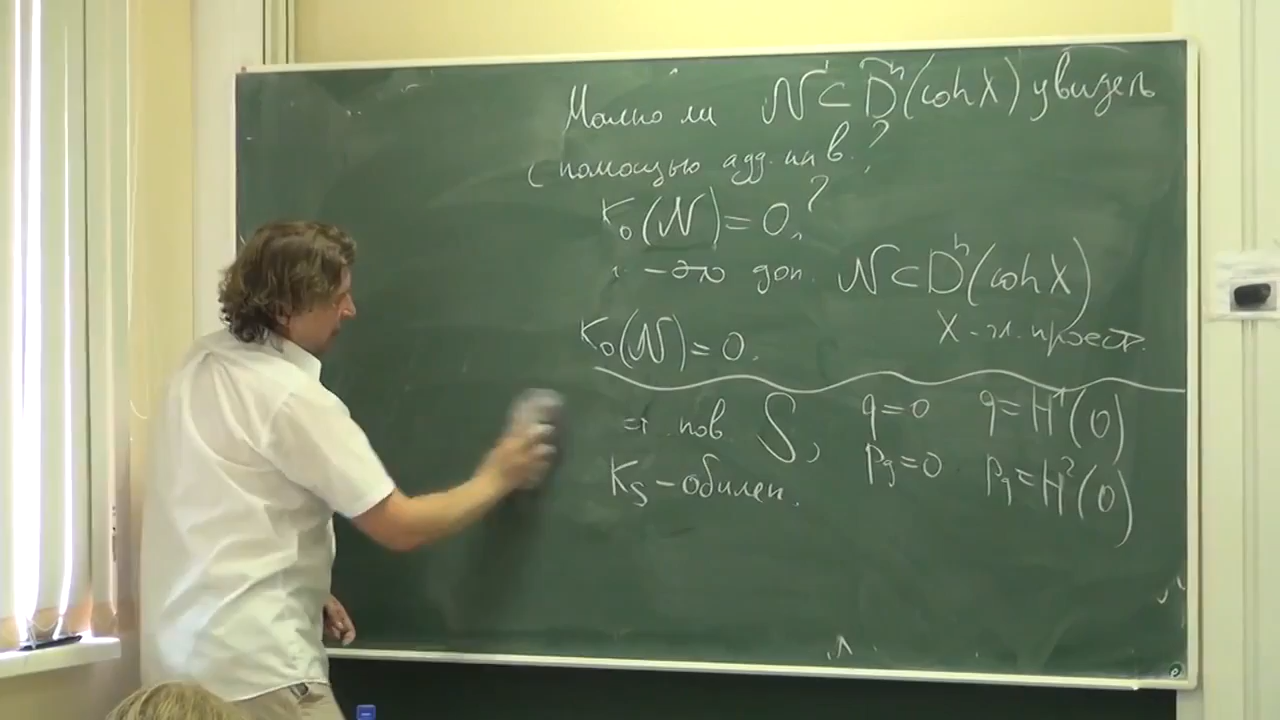 Можно ли 𝒩 ⊂ D^b(coh X) увидеть
с помощью адд. инв.?
K₀(𝒩) = 0?
— это доп. 𝒩 ⊂ D^b(coh X)
X - гл. проект.
K₀(𝒩) = 0.
пов. S, q = 0 q = H¹(O)
K_S - обилен. p_g = 0 p_g = H²(O)